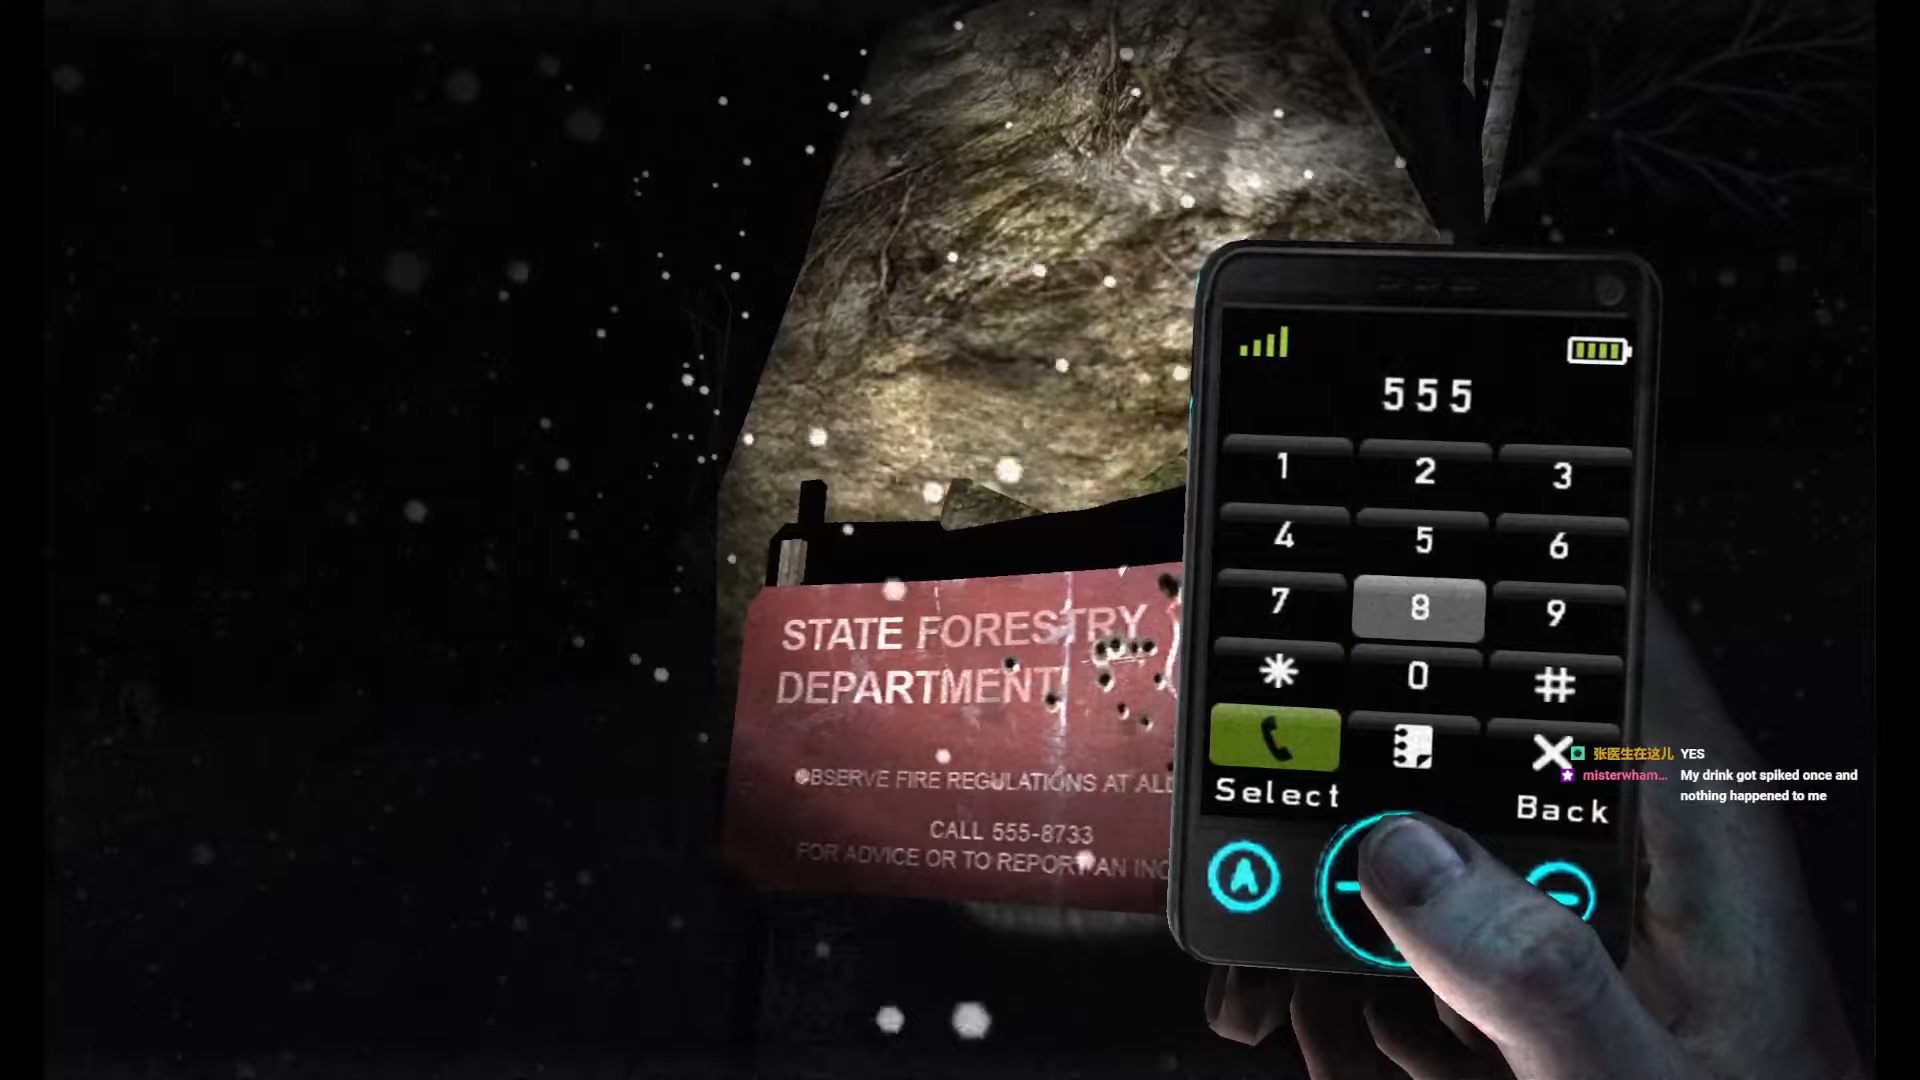 STATE FORESTRY
DEPARTMENT
OBSERVE FIRE REGULATIONS AT ALL
CALL 555-8733
FOR ADVICE OR TO REPORT AN INC
555
1 2 3
4 5 6
7 8 9
* 0 #
Select Back
A
张医生在这儿 YES
misterwham... My drink got spiked once and
nothing happened to me